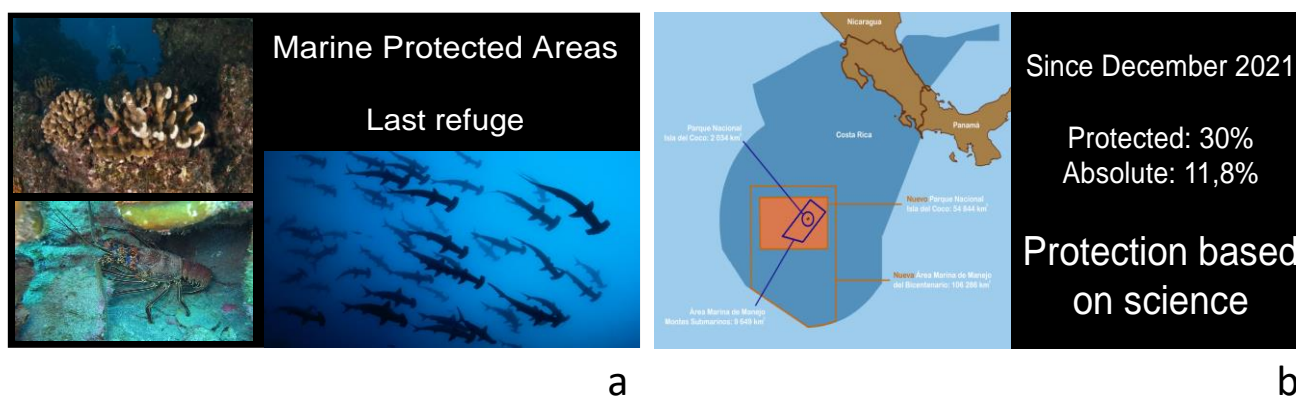 Marine Protected Areas
Last refuge
a
Nicaragua
Costa Rica
Panamá
Parque Nacional
Isla del Coco: 2 034 km²
Nuevo Parque Nacional
Isla del Coco: 54 844 km²
Nueva Área Marina de Manejo
del Bicentenario: 106 286 km²
Área Marina de Manejo
Montes Submarinos: 9 649 km²
Since December 2021
Protected: 30%
Absolute: 11,8%
Protection based
on science
b